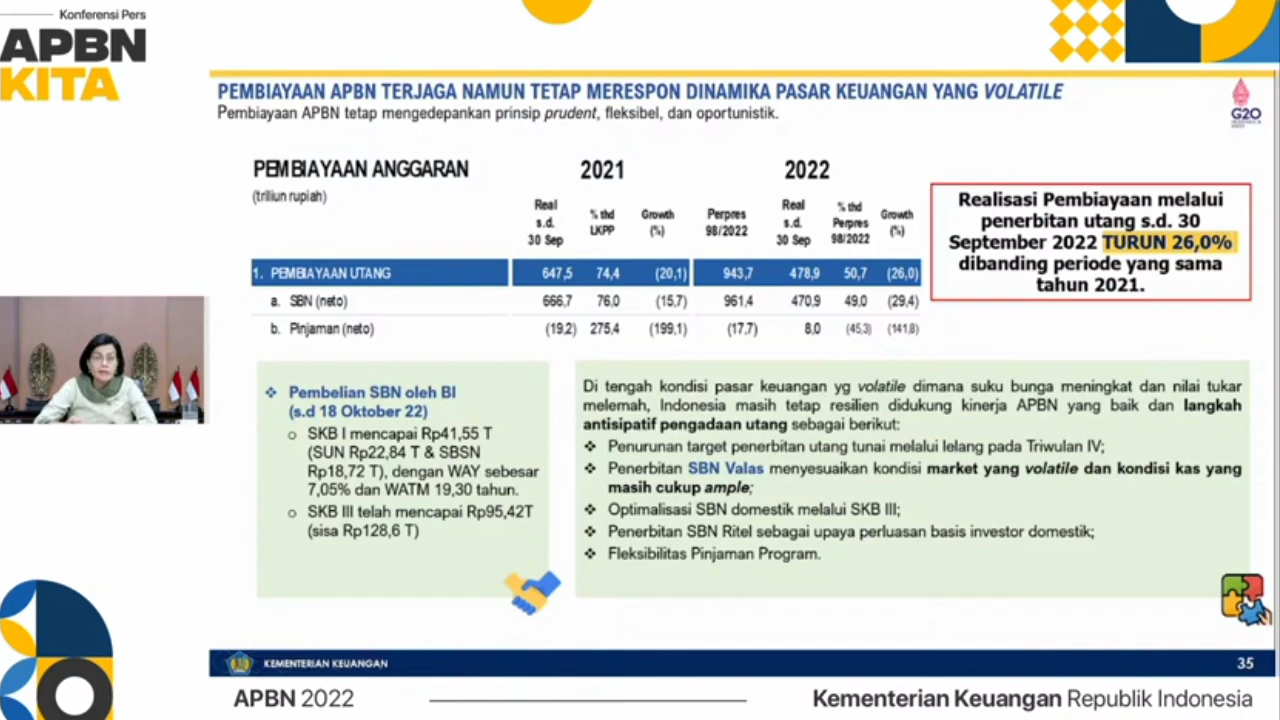 Konferensi Pers
APBN
KITA
PEMBIAYAAN APBN TERJAGA NAMUN TETAP MERESPON DINAMIKA PASAR KEUANGAN YANG VOLATILE
Pembiayaan APBN tetap mengedepankan prinsip prudent, fleksibel, dan oportunistik.
G20
PEMBIAYAAN ANGGARAN 2021 2022
(triliun rupiah)
Real s.d. 30 Sep % thd LKPP Growth (%) Perpres 98/2022 Real s.d. 30 Sep % thd Perpres 98/2022 Growth (%)
1. PEMBIAYAAN UTANG 647,5 74,4 (20,1) 943,7 478,9 50,7 (26,0)
a. SBN (neto) 666,7 76,0 (15,7) 961,4 470,9 49,0 (29,4)
b. Pinjaman (neto) (19,2) 275,4 (199,1) (17,7) 8,0 (45,3) (141,8)
Realisasi Pembiayaan melalui
penerbitan utang s.d. 30
September 2022 TURUN 26,0%
dibanding periode yang sama
tahun 2021.
❖ Pembelian SBN oleh BI
(s.d 18 Oktober 22)
o SKB I mencapai Rp41,55 T
(SUN Rp22,84 T & SBSN
Rp18,72 T), dengan WAY sebesar
7,05% dan WATM 19,30 tahun.
o SKB III telah mencapai Rp95,42T
(sisa Rp128,6 T)
Di tengah kondisi pasar keuangan yg volatile dimana suku bunga meningkat dan nilai tukar
melemah, Indonesia masih tetap resilien didukung kinerja APBN yang baik dan langkah
antisipatif pengadaan utang sebagai berikut:
❖ Penurunan target penerbitan utang tunai melalui lelang pada Triwulan IV;
❖ Penerbitan SBN Valas menyesuaikan kondisi market yang volatile dan kondisi kas yang
masih cukup ample;
❖ Optimalisasi SBN domestik melalui SKB III;
❖ Penerbitan SBN Ritel sebagai upaya perluasan basis investor domestik;
❖ Fleksibilitas Pinjaman Program.
KEMENTERIAN KEUANGAN
35
APBN 2022
Kementerian Keuangan Republik Indonesia